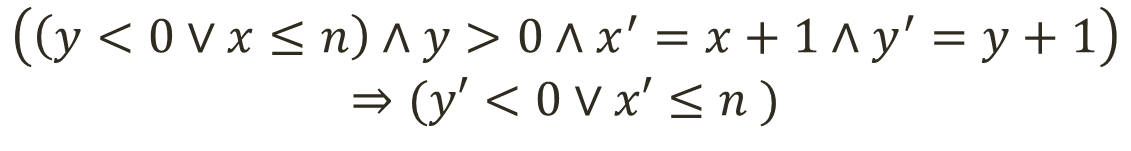 ((y < 0 ∨ x ≤ n) ∧ y > 0 ∧ x′ = x + 1 ∧ y′ = y + 1)
⇒ (y′ < 0 ∨ x′ ≤ n )